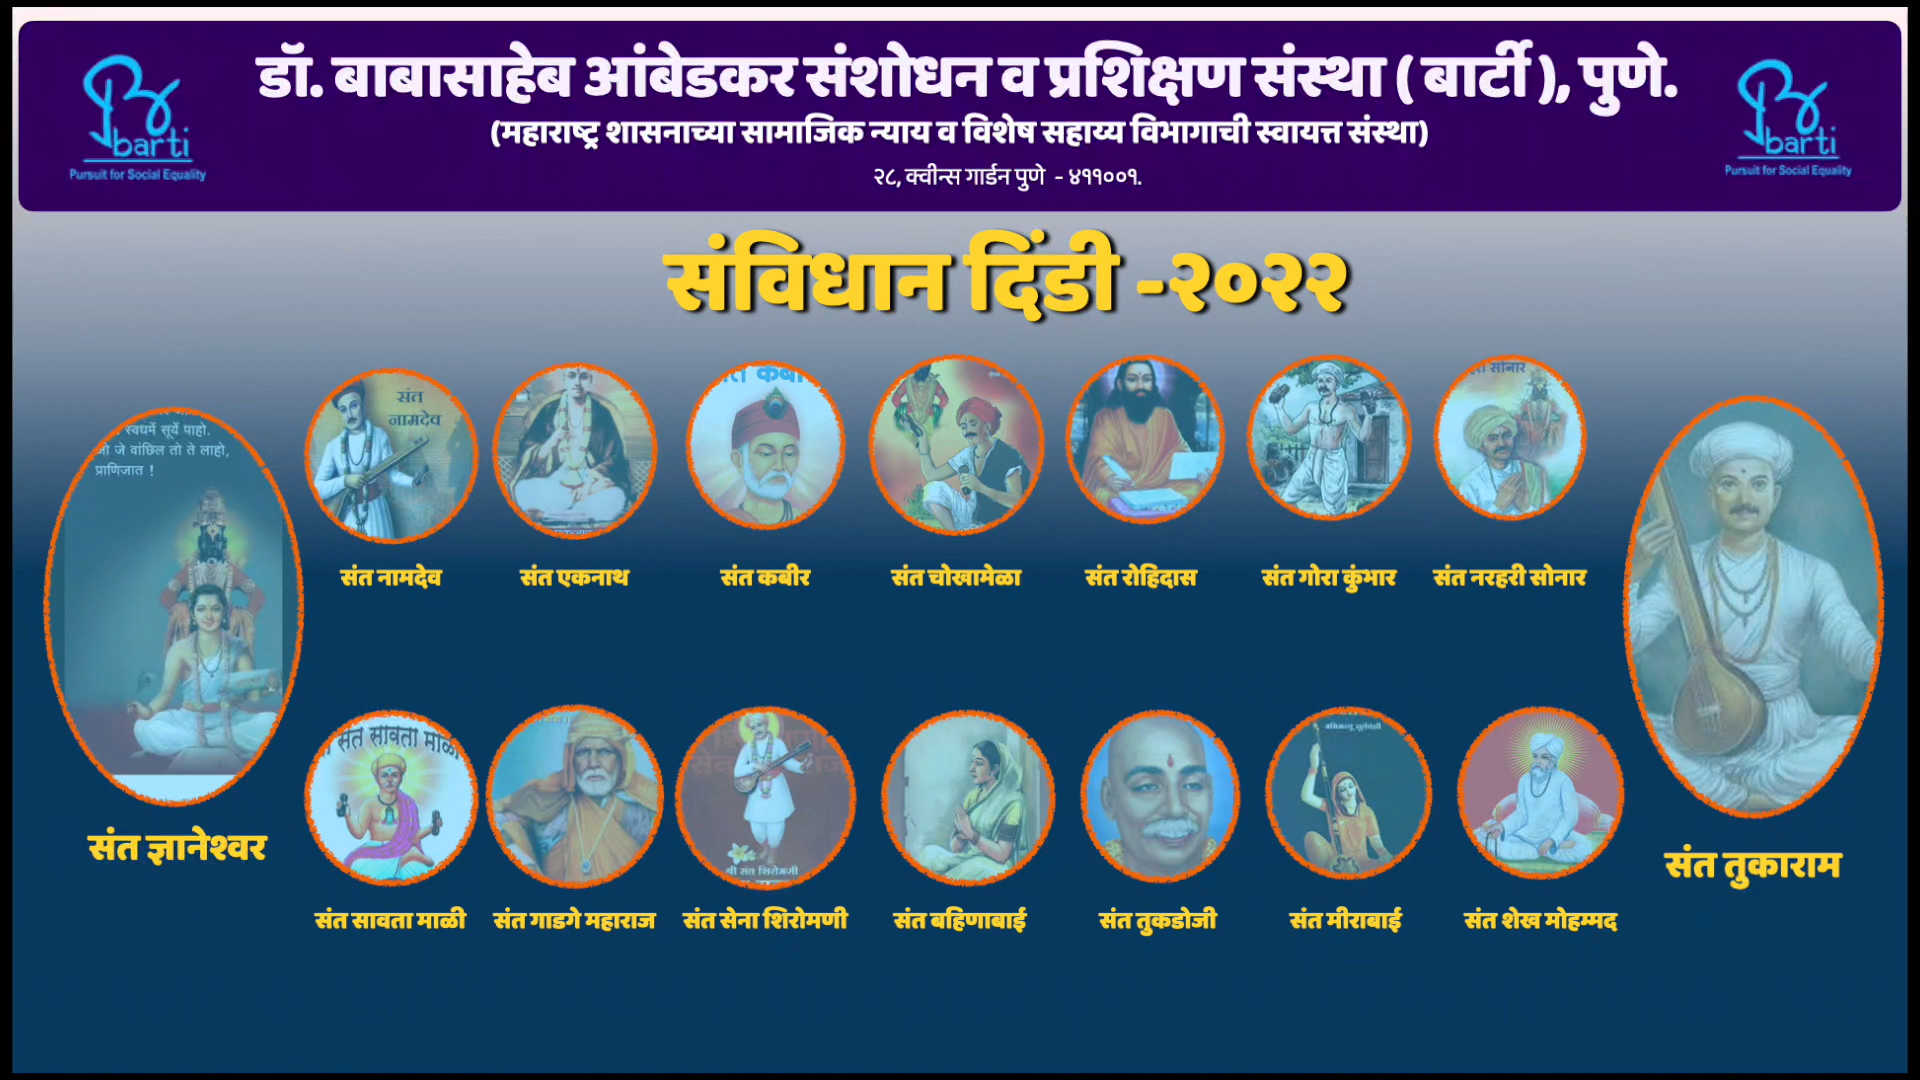 डॉ. बाबासाहेब आंबेडकर संशोधन व प्रशिक्षण संस्था ( बार्टी ), पुणे.
(महाराष्ट्र शासनाच्या सामाजिक न्याय व विशेष सहाय्य विभागाची स्वायत्त संस्था)
२८, क्वीन्स गार्डन पुणे - ४११००१.
barti
Pursuit for Social Equality
barti
Pursuit for Social Equality
संविधान दिंडी -२०२२
स्वधर्में सूर्यें पाहो.
जो जे वांछिल तो ते लाहो,
प्राणिजात !
संत
नामदेव
सोनार
संत नामदेव
संत एकनाथ
संत कबीर
संत चोखामेळा
संत रोहिदास
संत गोरा कुंभार
संत नरहरी सोनार
संत सावता माळी
श्री संत शिरोमणी
संत ज्ञानेश्वर
संत तुकाराम
संत सावता माळी
संत गाडगे महाराज
संत सेना शिरोमणी
संत बहिणाबाई
संत तुकडोजी
संत मीराबाई
संत शेख मोहम्मद